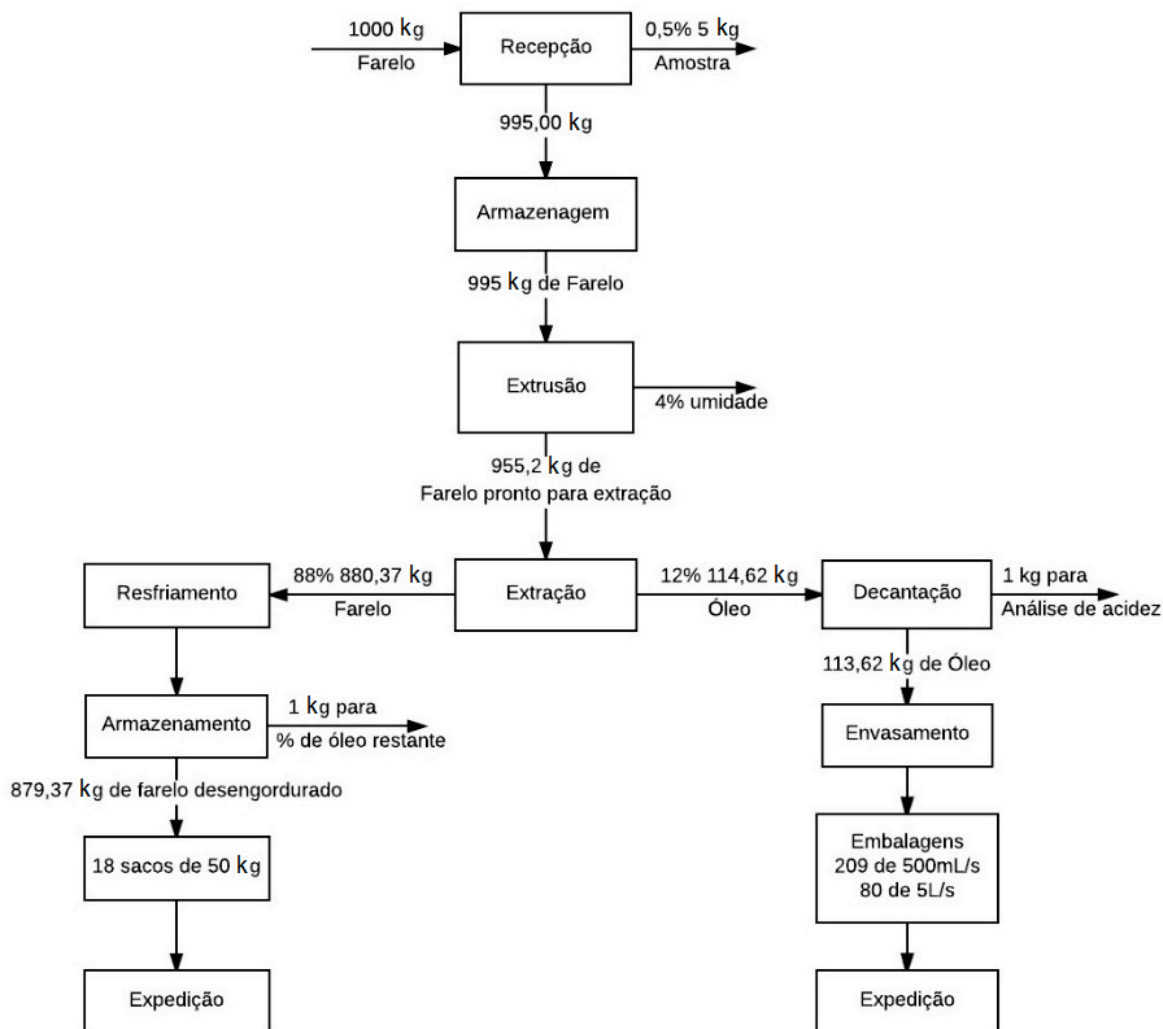 1000 kg
Farelo
Recepção
0,5% 5 kg
Amostra
995,00 kg
Armazenagem
995 kg de Farelo
Extrusão
4% umidade
955,2 kg de
Farelo pronto para extração
Resfriamento
88% 880,37 kg
Farelo
Extração
12% 114,62 kg
Óleo
Decantação
1 kg para
Análise de acidez
113,62 kg de Óleo
Armazenamento
1 kg para
% de óleo restante
Envasamento
879,37 kg de farelo desengordurado
18 sacos de 50 kg
Embalagens
209 de 500mL/s
80 de 5L/s
Expedição
Expedição